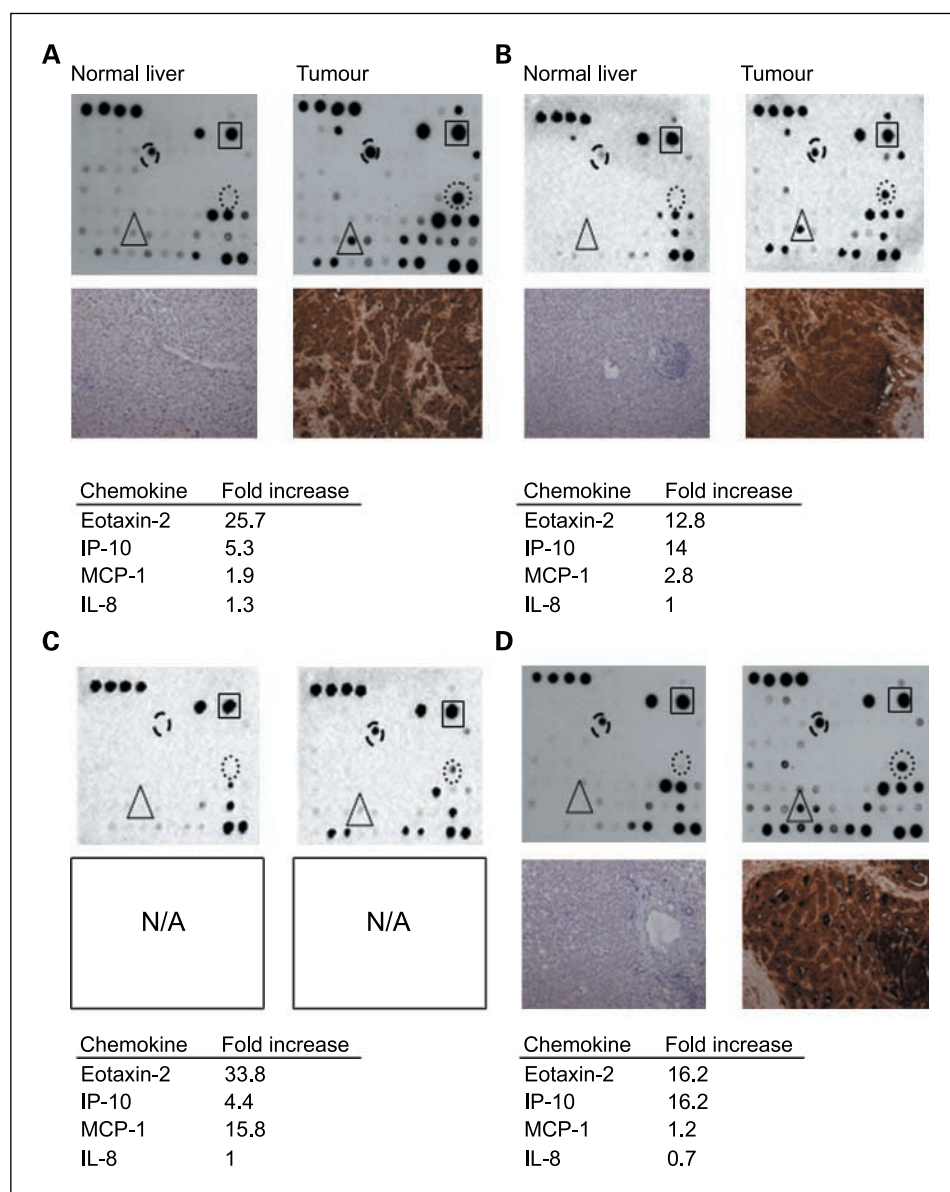 A
Normal liver Tumour
Chemokine Fold increase
Eotaxin-2 25.7
IP-10 5.3
MCP-1 1.9
IL-8 1.3
B
Normal liver Tumour
Chemokine Fold increase
Eotaxin-2 12.8
IP-10 14
MCP-1 2.8
IL-8 1
C
N/A N/A
Chemokine Fold increase
Eotaxin-2 33.8
IP-10 4.4
MCP-1 15.8
IL-8 1
D
Chemokine Fold increase
Eotaxin-2 16.2
IP-10 16.2
MCP-1 1.2
IL-8 0.7